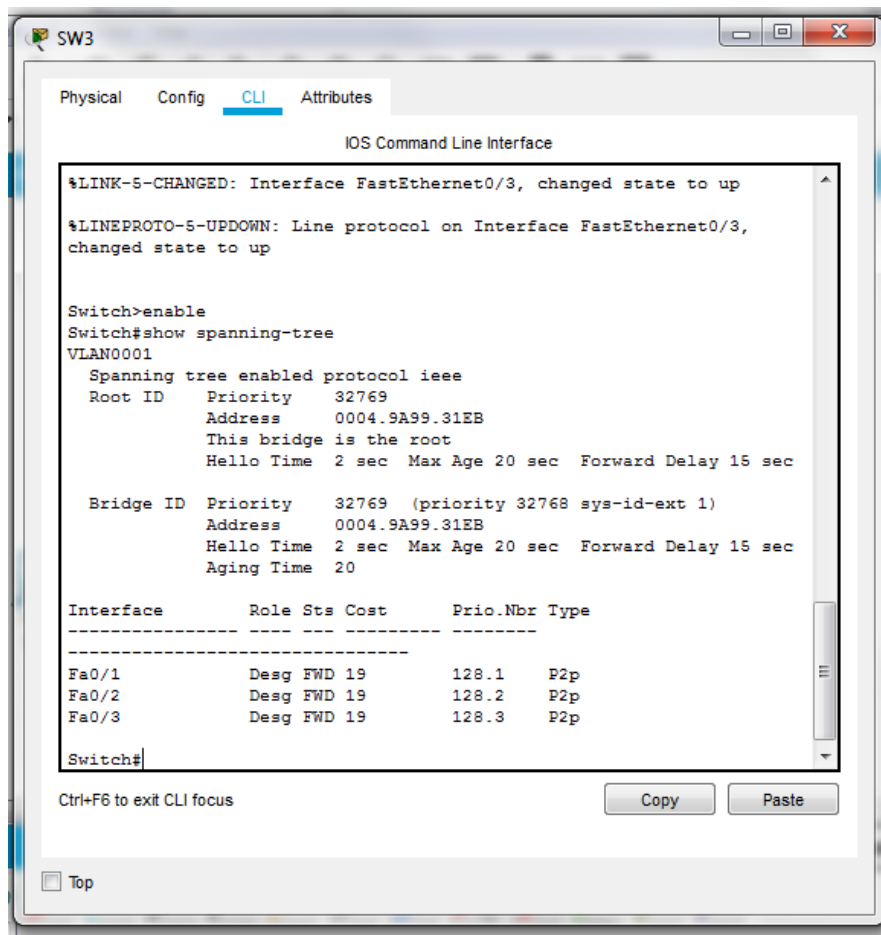 SW3
Physical Config CLI Attributes
IOS Command Line Interface
%LINK-5-CHANGED: Interface FastEthernet0/3, changed state to up
%LINEPROTO-5-UPDOWN: Line protocol on Interface FastEthernet0/3,
changed state to up
Switch>enable
Switch#show spanning-tree
VLAN0001
  Spanning tree enabled protocol ieee
  Root ID    Priority    32769
             Address     0004.9A99.31EB
             This bridge is the root
             Hello Time  2 sec  Max Age 20 sec  Forward Delay 15 sec
  Bridge ID  Priority    32769  (priority 32768 sys-id-ext 1)
             Address     0004.9A99.31EB
             Hello Time  2 sec  Max Age 20 sec  Forward Delay 15 sec
             Aging Time  20
Interface        Role Sts Cost      Prio.Nbr Type
---------------- ---- --- --------- --------
--------------------------------
Fa0/1            Desg FWD 19        128.1    P2p
Fa0/2            Desg FWD 19        128.2    P2p
Fa0/3            Desg FWD 19        128.3    P2p
Switch#
Ctrl+F6 to exit CLI focus Copy Paste
Top